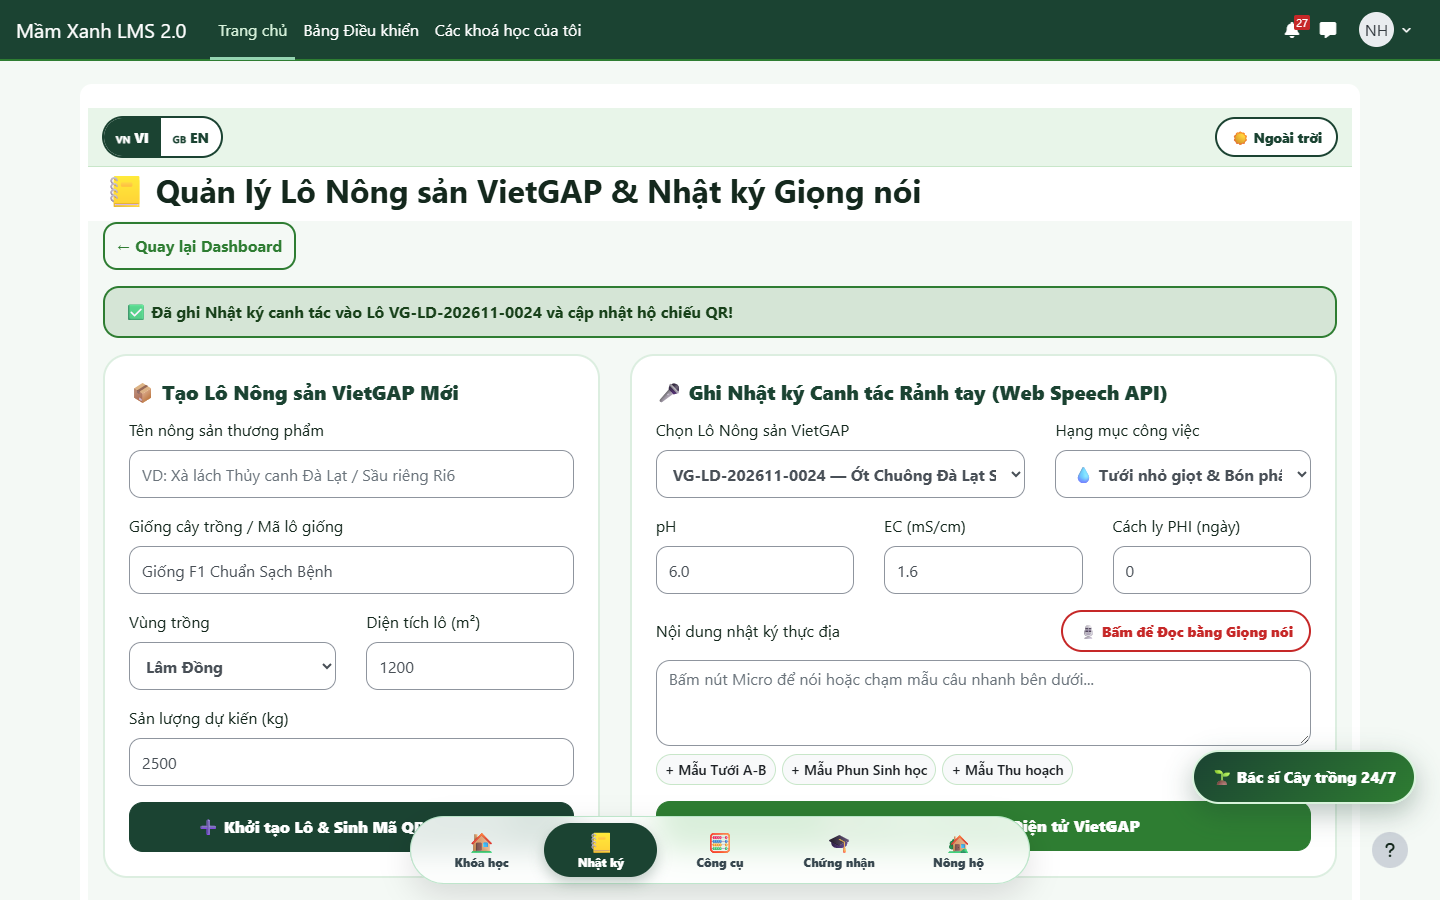 Mầm Xanh LMS 2.0
Trang chủ
Bảng Điều khiển
Các khoá học của tôi
27
NH
VN VI
GB EN
Ngoài trời
Quản lý Lô Nông sản VietGAP & Nhật ký Giọng nói
← Quay lại Dashboard
Đã ghi Nhật ký canh tác vào Lô VG-LD-202611-0024 và cập nhật hộ chiếu QR!
Tạo Lô Nông sản VietGAP Mới
Tên nông sản thương phẩm
VD: Xà lách Thủy canh Đà Lạt / Sầu riêng Ri6
Giống cây trồng / Mã lô giống
Giống F1 Chuẩn Sạch Bệnh
Vùng trồng
Diện tích lô (m²)
Lâm Đồng
1200
Sản lượng dự kiến (kg)
2500
Khởi tạo Lô & Sinh Mã
Ghi Nhật ký Canh tác Rảnh tay (Web Speech API)
Chọn Lô Nông sản VietGAP
Hạng mục công việc
VG-LD-202611-0024 — Ớt Chuông Đà Lạt S
Tưới nhỏ giọt & Bón phâ
pH
EC (mS/cm)
Cách ly PHI (ngày)
6.0
1.6
0
Nội dung nhật ký thực địa
Bấm để Đọc bằng Giọng nói
Bấm nút Micro để nói hoặc chạm mẫu câu nhanh bên dưới...
+ Mẫu Tưới A-B
+ Mẫu Phun Sinh học
+ Mẫu Thu hoạch
Điện tử VietGAP
Bác sĩ Cây trồng 24/7
Khóa học
Nhật ký
Công cụ
Chứng nhận
Nông hộ
?